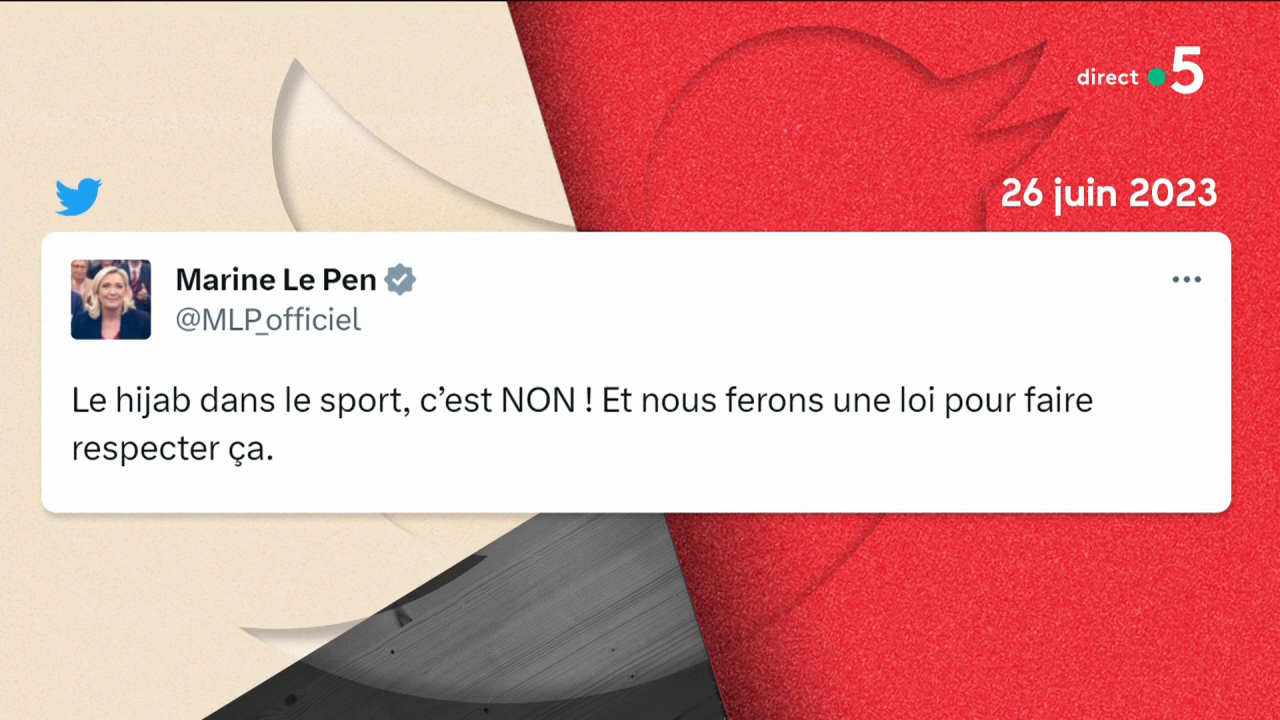 direct 5
26 juin 2023
Marine Le Pen
@MLP_officiel
Le hijab dans le sport, c’est NON ! Et nous ferons une loi pour faire
respecter ça.